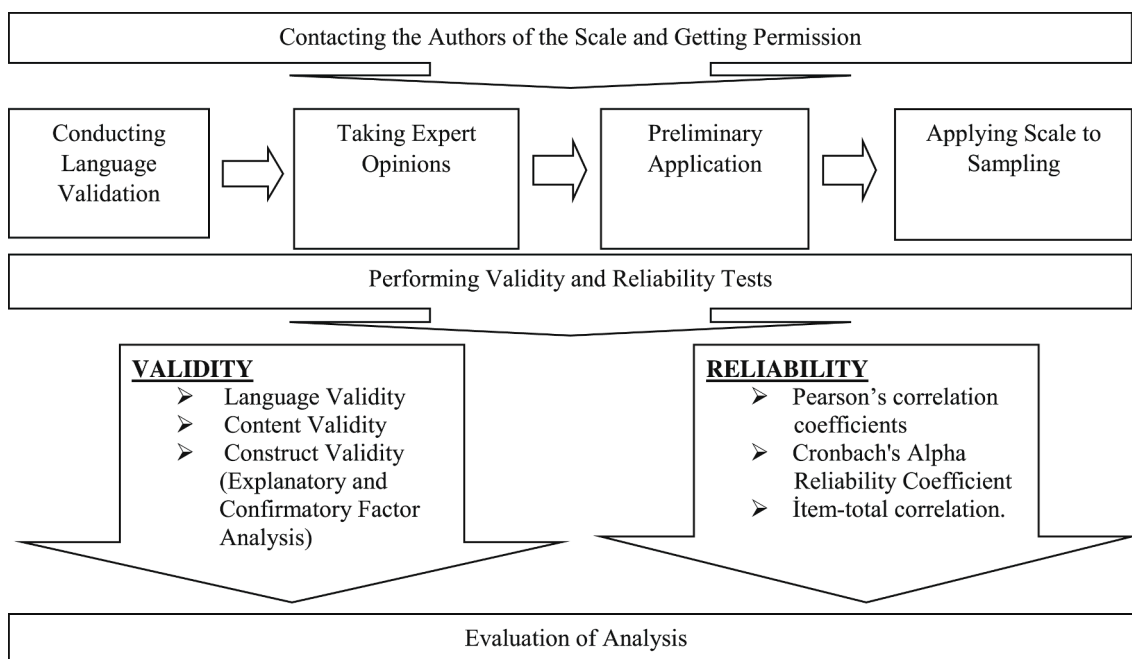 Contacting the Authors of the Scale and Getting Permission
Conducting
Language
Validation
Taking Expert
Opinions
Preliminary
Application
Applying Scale to
Sampling
Performing Validity and Reliability Tests
VALIDITY
➢ Language Validity
➢ Content Validity
➢ Construct Validity
(Explanatory and
Confirmatory Factor
Analysis)
RELIABILITY
➢ Pearson’s correlation
coefficients
➢ Cronbach's Alpha
Reliability Coefficient
➢ İtem-total correlation.
Evaluation of Analysis